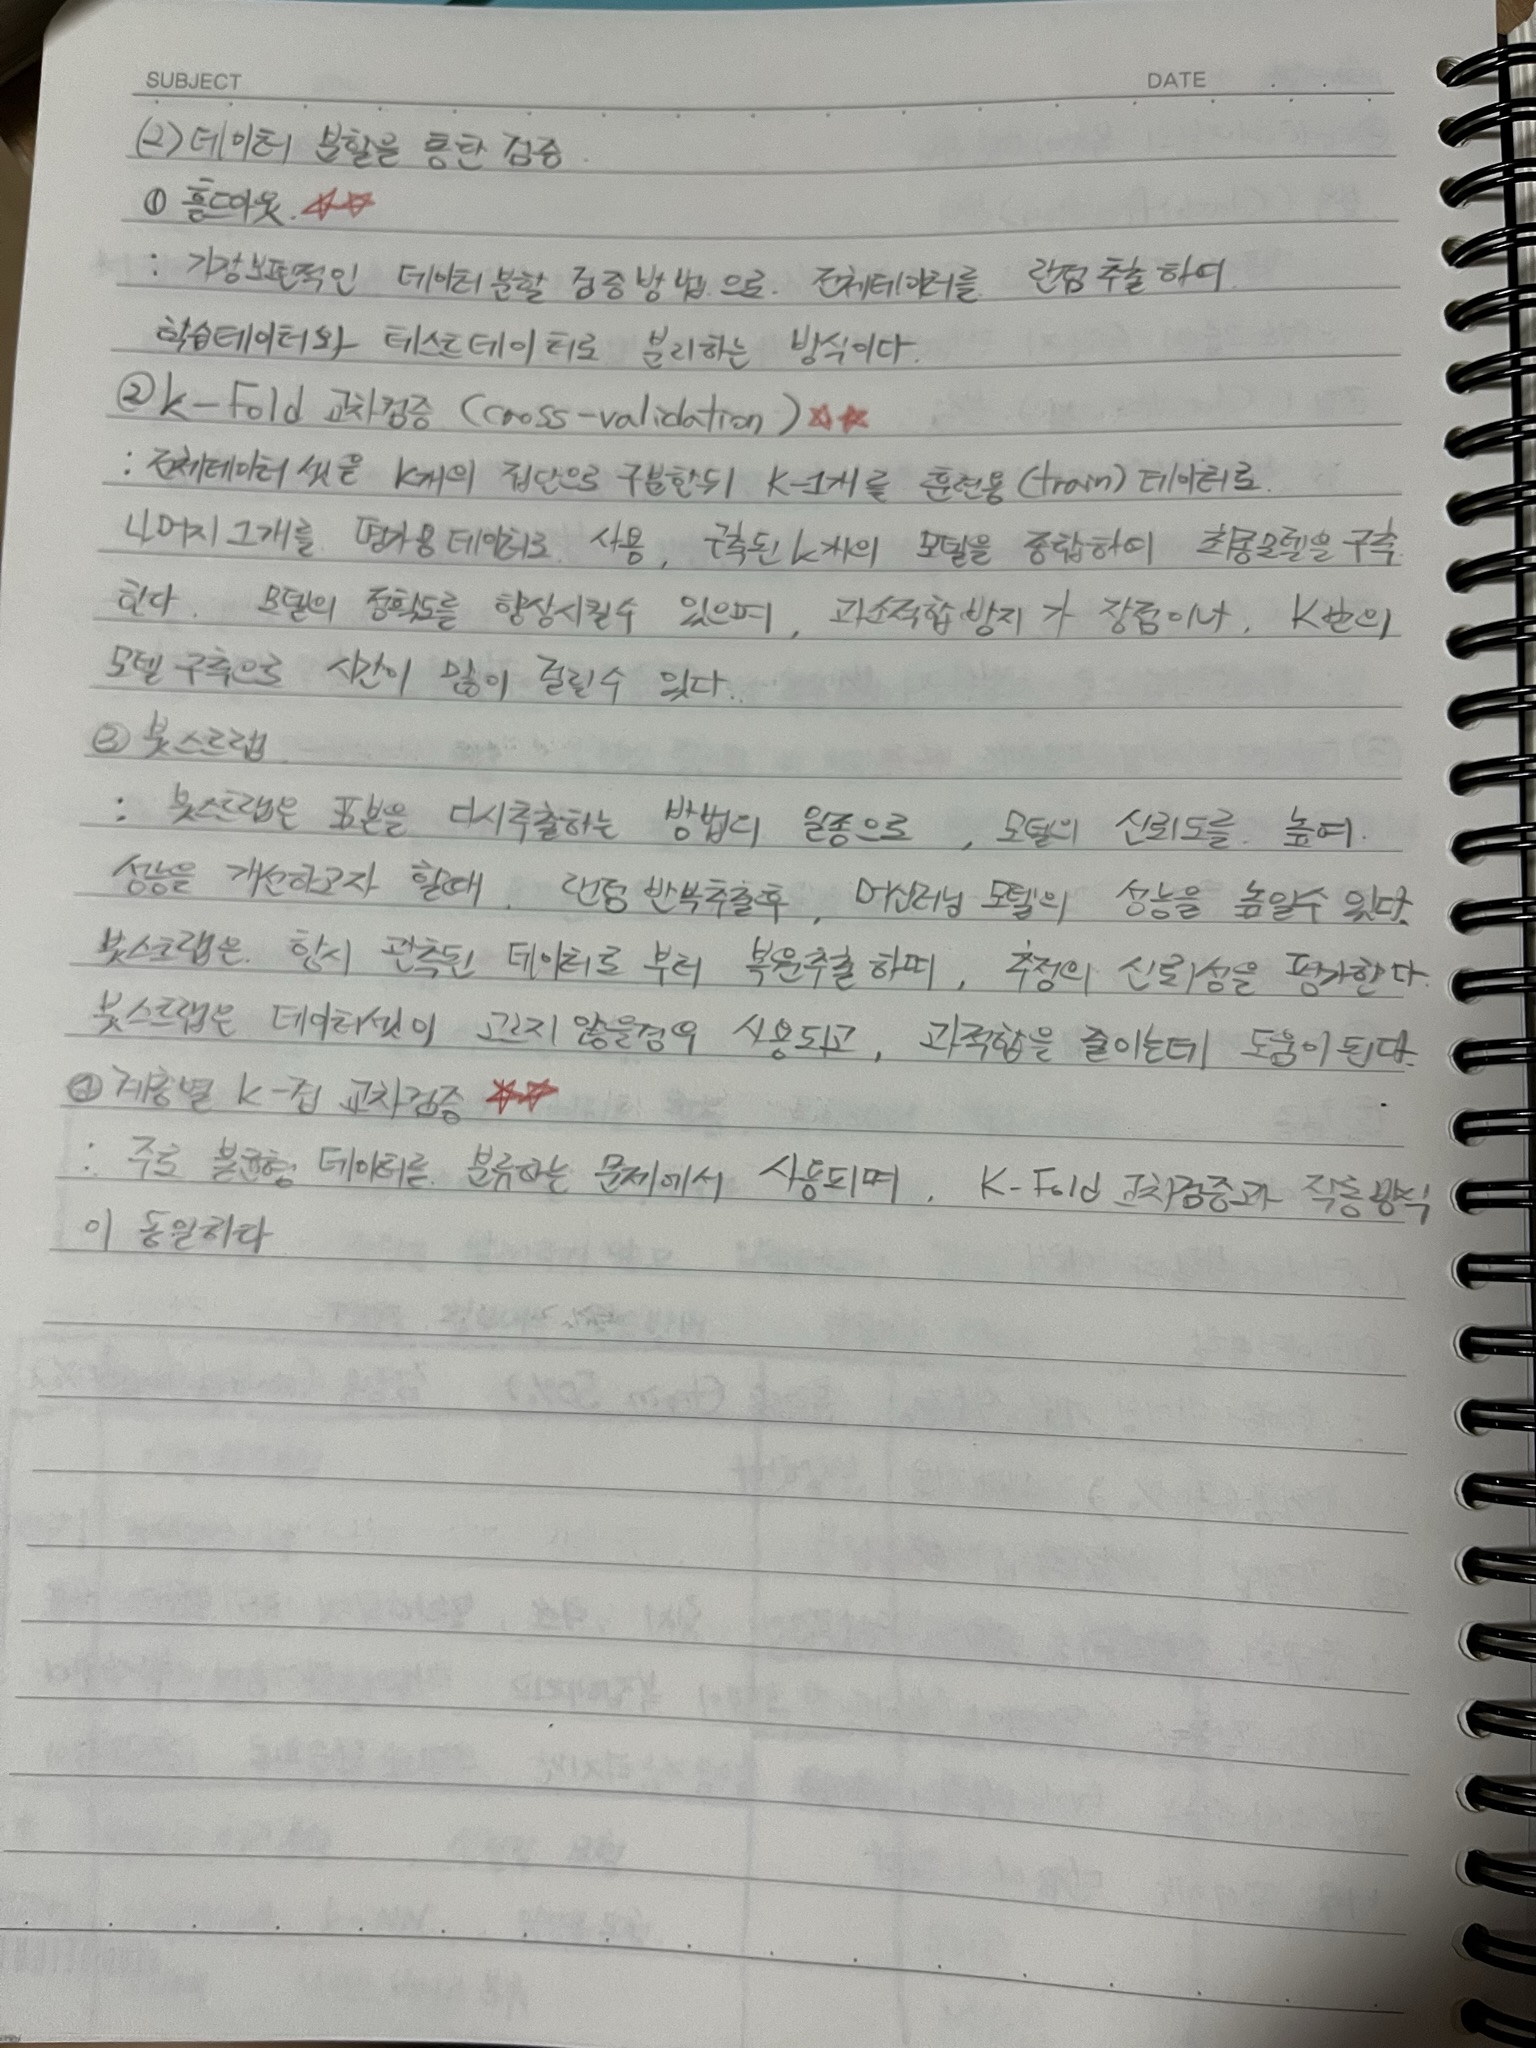 SUBJECT
DATE
(2) 데이터 분할을 통한 검증.
① 홀드아웃. ☆☆
: 가장보편적인 데이터분할 검증방법으로. 전체데이터를 랜덤추출하여
학습데이터와 테스트데이터로 분리하는 방식이다.
② k-Fold 교차검증 (cross-validation) ☆☆
: 전체데이터셋을 k개의 집단으로 구분한뒤 k-1개를 훈련용(train) 데이터로.
나머지 1개를 평가용데이터로 사용, 구축된 k개의 모델을 종합하여 최종모델을 구축
한다. 모델의 정확도를 향상시킬수 있으며, 과소적합방지가 장점이나, K번의
모델구축으로 시간이 많이 걸릴수 있다.
③ 붓스트랩
: 붓스트랩은 표본을 다시추출하는 방법의 일종으로, 모델의 신뢰도를 높여.
성능을 개선하고자 할때, 랜덤반복추출후, 머신러닝모델의 성능을 높일수 있다.
붓스트랩은. 항시 관측된 데이터로 부터 복원추출하며, 추정의 신뢰성을 평가한다.
붓스트랩은 데이터셋이 크지않을경우 사용되고, 과적합을 줄이는데 도움이된다.
④ 계층별 k-겹 교차검증 ☆☆
: 주로 불균형 데이터를 분류하는 문제에서 사용되며, K-Fold 교차검증과 작동방식
이 동일하다